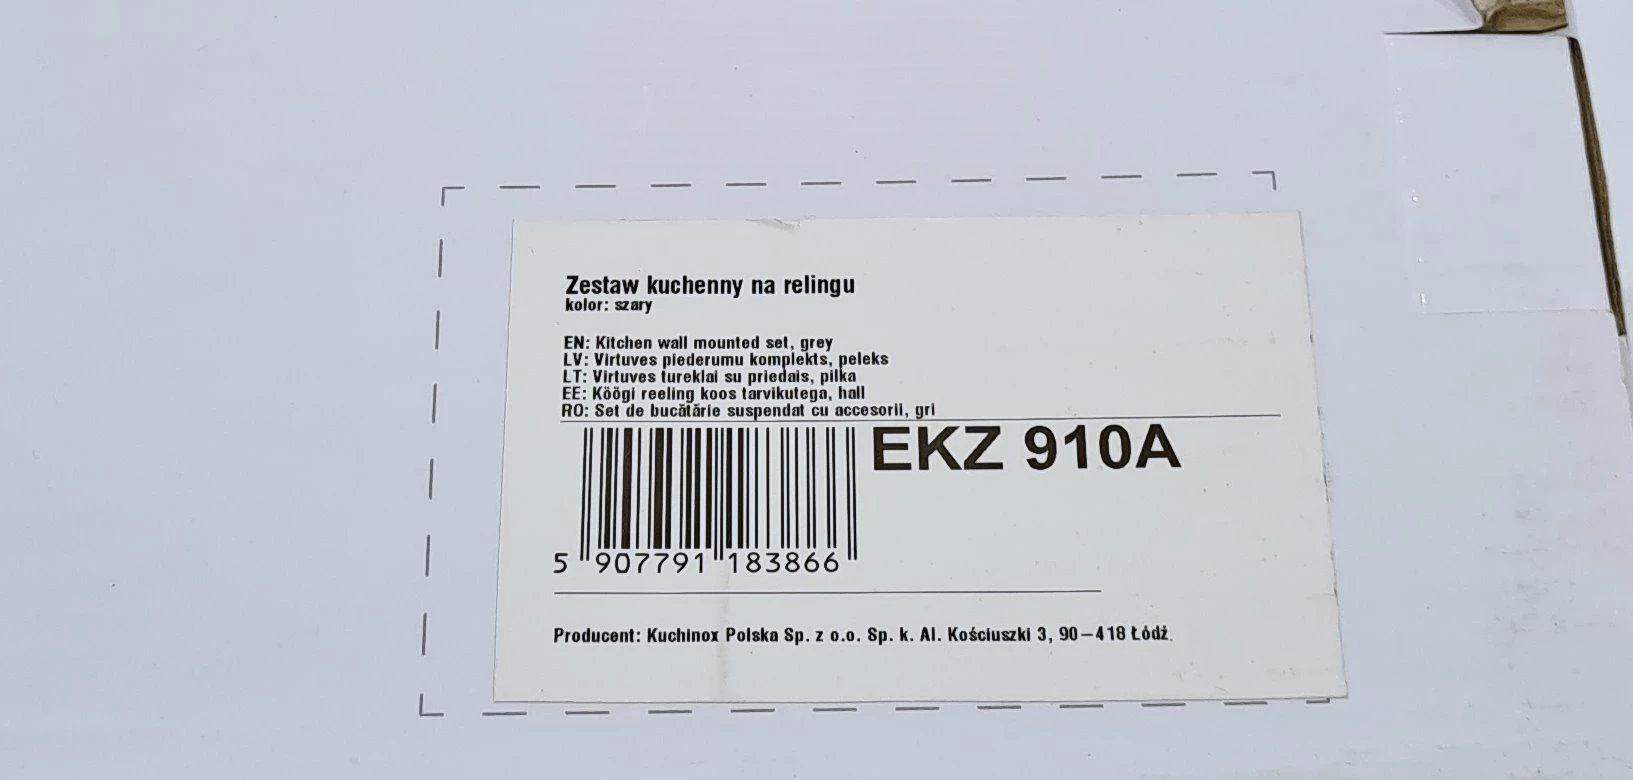 Zestaw kuchenny na relingu
kolor: szary
EN: Kitchen wall mounted set, grey
LV: Virtuves piederumu komplekts, peleks
LT: Virtuves tureklai su priedais, pilka
EE: Köögi reeling koos tarvikutega, hall
RO: Set de bucătărie suspendat cu accesorii, gri
EKZ 910A
5 907791 183866
Producent: Kuchinox Polska Sp. z o.o. Sp. k. Al. Kościuszki 3, 90-418 Łódź.